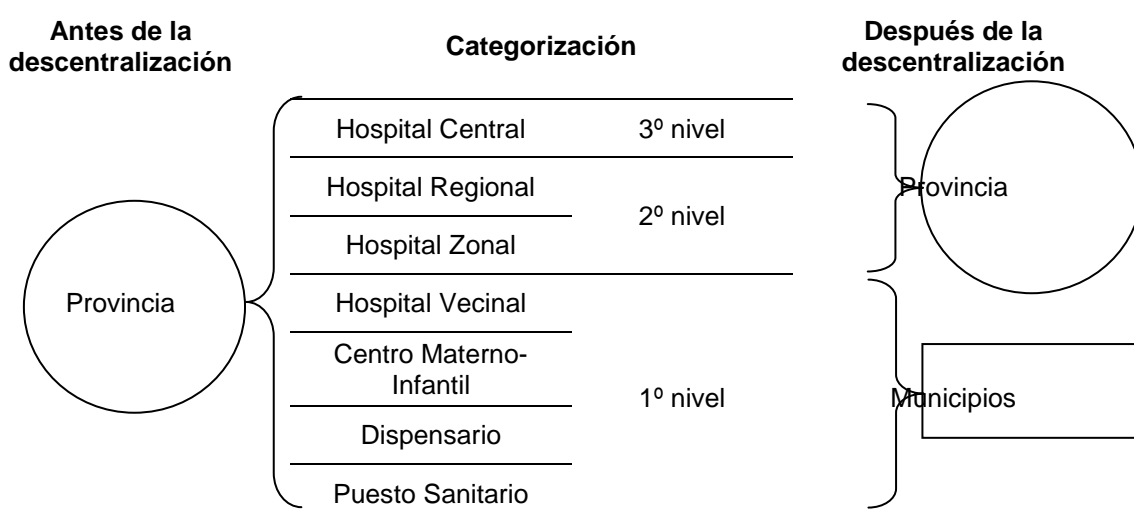 Antes de la
descentralización
Categorización
Después de la
descentralización
Hospital Central
3º nivel
Hospital Regional
2º nivel
Hospital Zonal
Provincia
Provincia
Hospital Vecinal
Centro Materno-
Infantil
1º nivel
Dispensario
Puesto Sanitario
Municipios